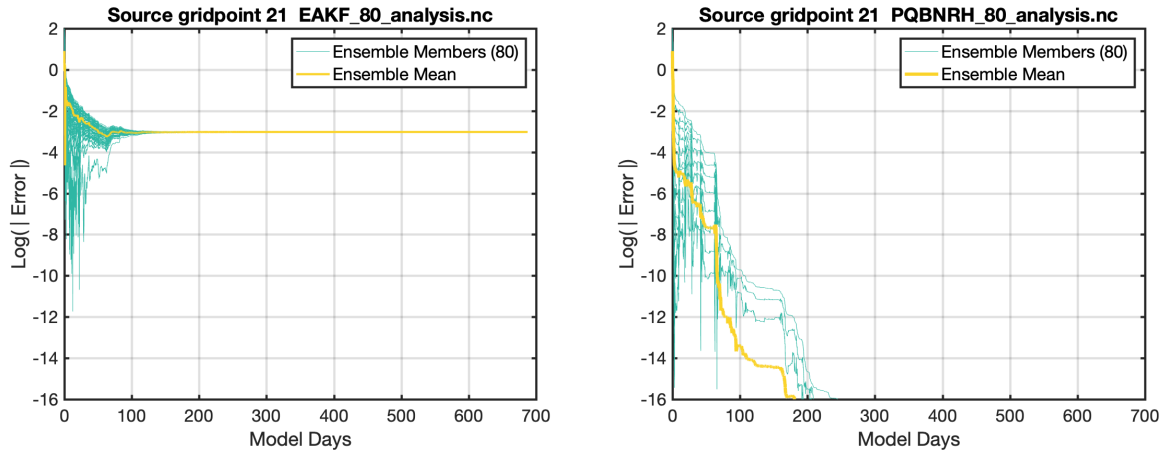 Source gridpoint 21 EAKF_80_analysis.nc
2
0
-2
-4
-6
-8
-10
-12
-14
-16
Log( | Error |)
Ensemble Members (80)
Ensemble Mean
0 100 200 300 400 500 600 700
Model Days
Source gridpoint 21 PQBNRH_80_analysis.nc
2
0
-2
-4
-6
-8
-10
-12
-14
-16
Log( | Error |)
Ensemble Members (80)
Ensemble Mean
0 100 200 300 400 500 600 700
Model Days